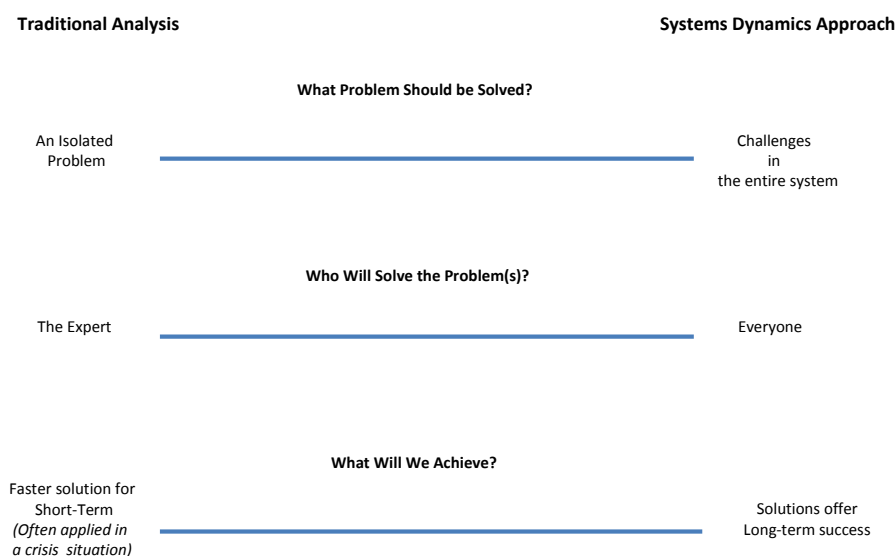 Traditional Analysis
Systems Dynamics Approach
What Problem Should be Solved?
An Isolated
Problem
Challenges
in
the entire system
Who Will Solve the Problem(s)?
The Expert
Everyone
What Will We Achieve?
Faster solution for
Short-Term
(Often applied in
a crisis situation)
Solutions offer
Long-term success